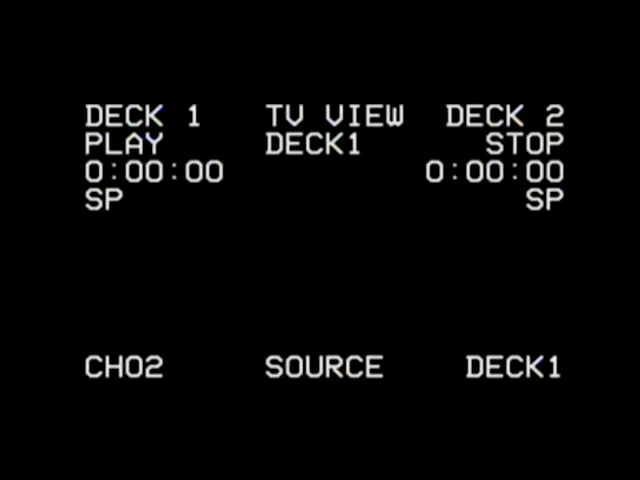 DECK 1 TV VIEW DECK 2
PLAY DECK1 STOP
0:00:00 0:00:00
SP SP
CH02 SOURCE DECK1